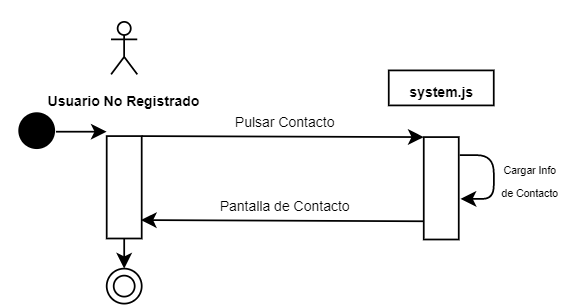 Usuario No Registrado
system.js
Pulsar Contacto
Cargar Info
de Contacto
Pantalla de Contacto